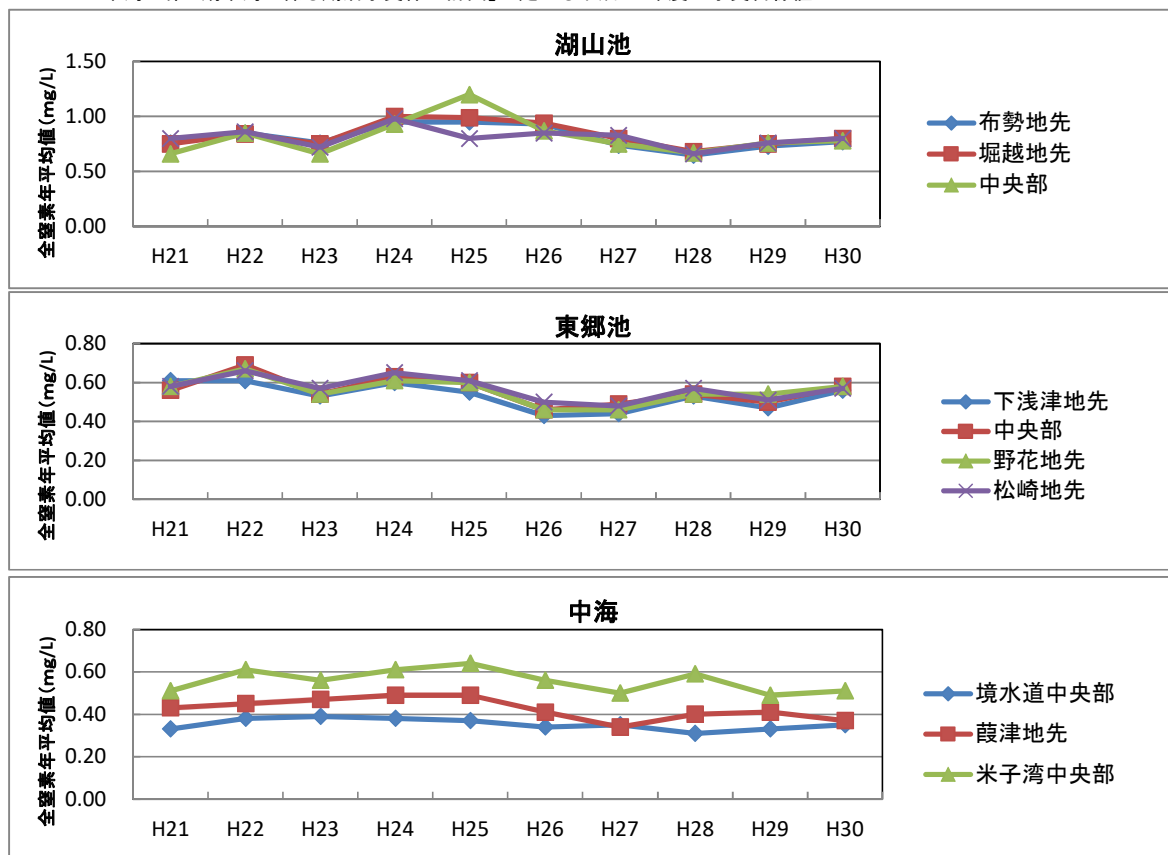 湖山池
全窒素年平均値(mg/L)
1.50
1.00
0.50
0.00
H21 H22 H23 H24 H25 H26 H27 H28 H29 H30
布勢地先
堀越地先
中央部
東郷池
全窒素年平均値(mg/L)
0.80
0.60
0.40
0.20
0.00
H21 H22 H23 H24 H25 H26 H27 H28 H29 H30
下浅津地先
中央部
野花地先
松崎地先
中海
全窒素年平均値(mg/L)
0.80
0.60
0.40
0.20
0.00
H21 H22 H23 H24 H25 H26 H27 H28 H29 H30
境水道中央部
葭津地先
米子湾中央部